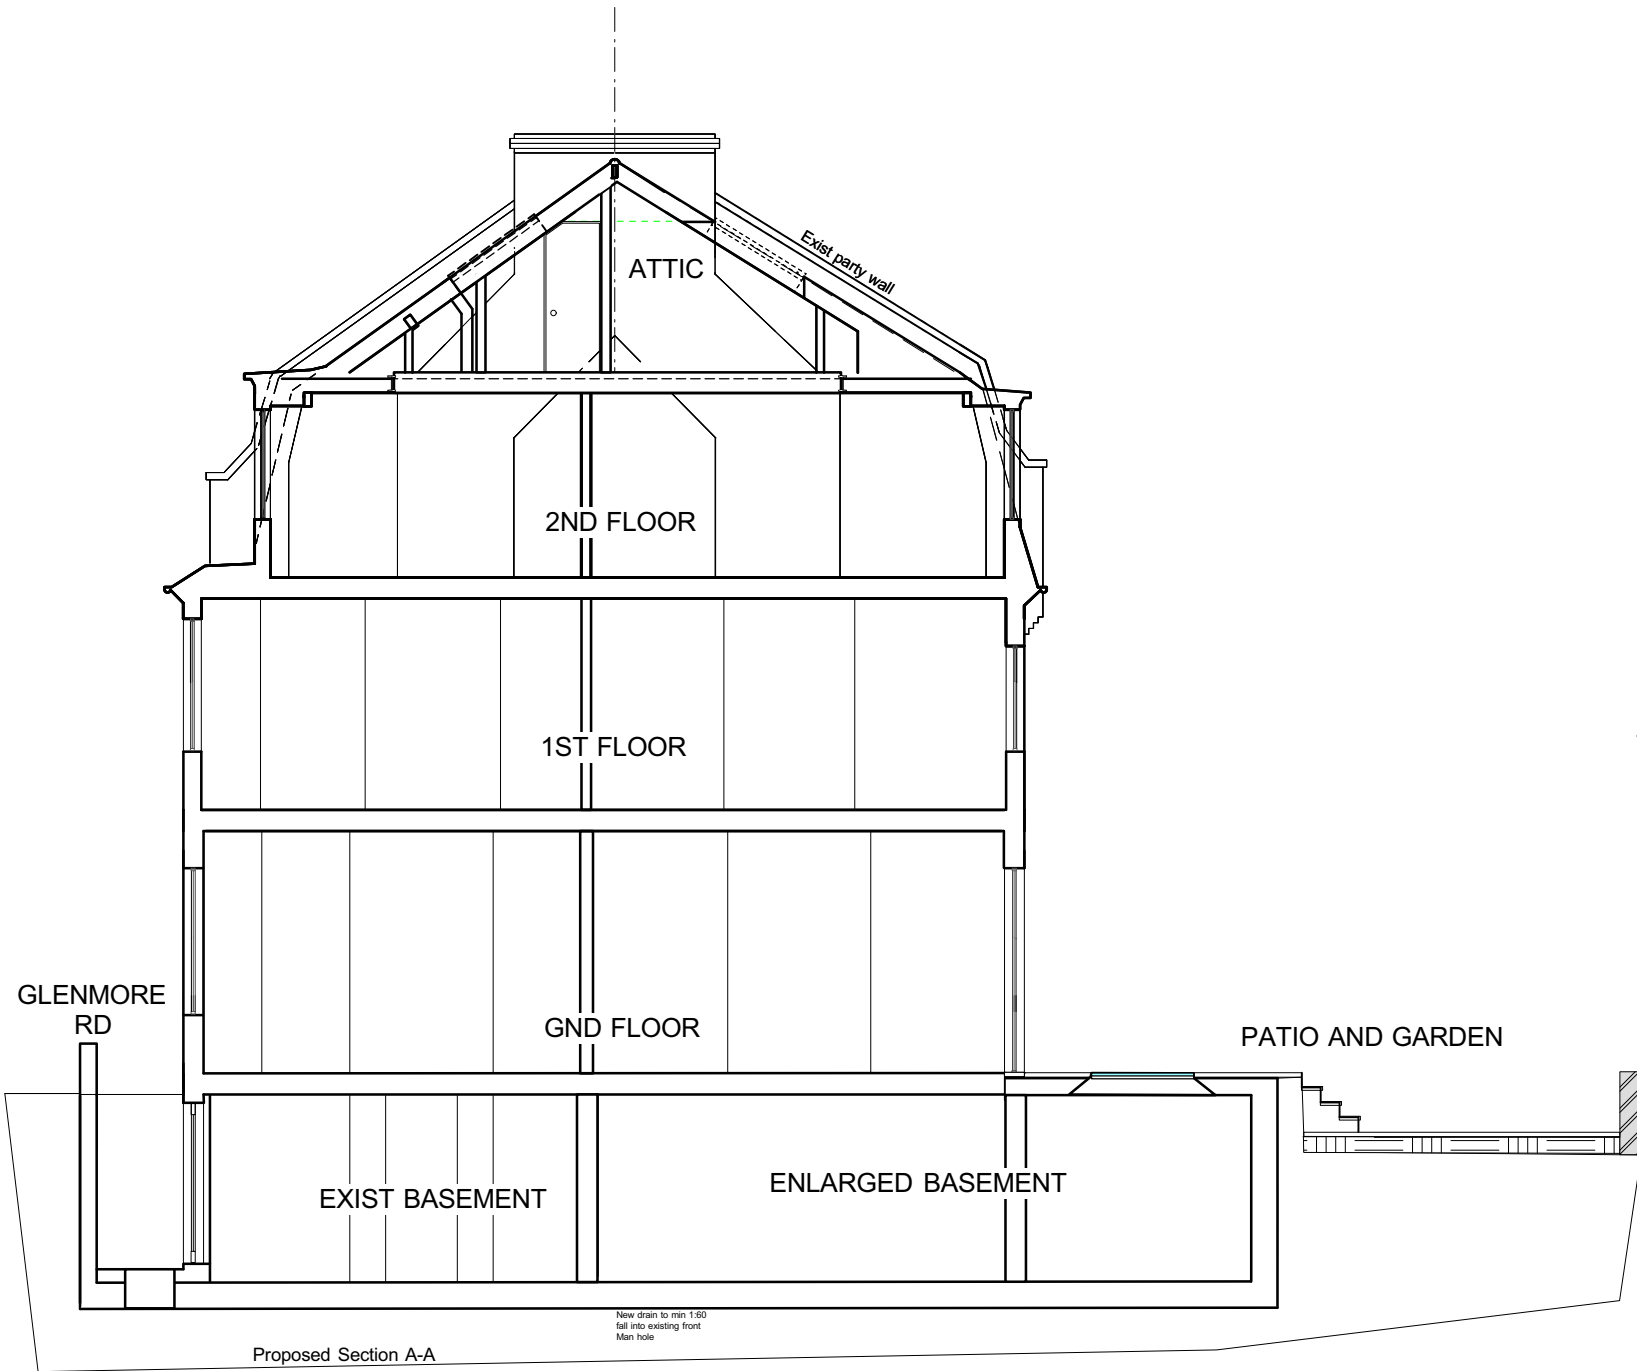 ATTIC
Exist party wall
2ND FLOOR
1ST FLOOR
GLENMORE
RD
GND FLOOR
PATIO AND GARDEN
EXIST BASEMENT
ENLARGED BASEMENT
New drain to min 1:60
fall into existing front
Man hole
Proposed Section A-A